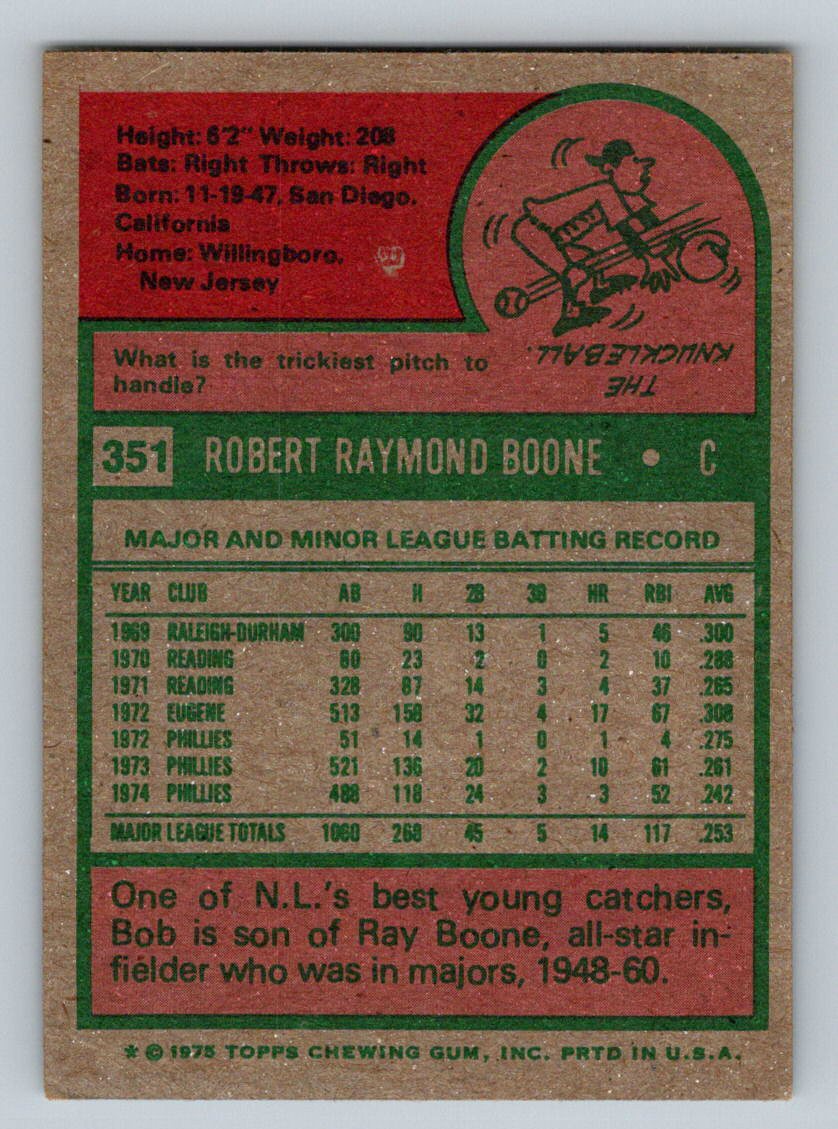 Height: 6'2" Weight: 208
Bats: Right Throws: Right
Born: 11-19-47, San Diego,
California
Home: Willingboro,
New Jersey
What is the trickiest pitch to
handle?
THE
KNUCKLEBALL.
351 ROBERT RAYMOND BOONE • C
MAJOR AND MINOR LEAGUE BATTING RECORD
YEAR CLUB AB H 2B 3B HR RBI AVG
1969 RALEIGH-DURHAM 300 90 13 1 5 46 .300
1970 READING 80 23 2 0 2 10 .288
1971 READING 328 87 14 3 4 37 .265
1972 EUGENE 513 158 32 4 17 67 .308
1972 PHILLIES 51 14 1 0 1 4 .275
1973 PHILLIES 521 136 20 2 10 61 .261
1974 PHILLIES 488 118 24 3 3 52 .242
MAJOR LEAGUE TOTALS 1060 268 45 5 14 117 .253
One of N.L.'s best young catchers,
Bob is son of Ray Boone, all-star in-
fielder who was in majors, 1948-60.
* © 1975 TOPPS CHEWING GUM, INC. PRTD IN U.S.A.